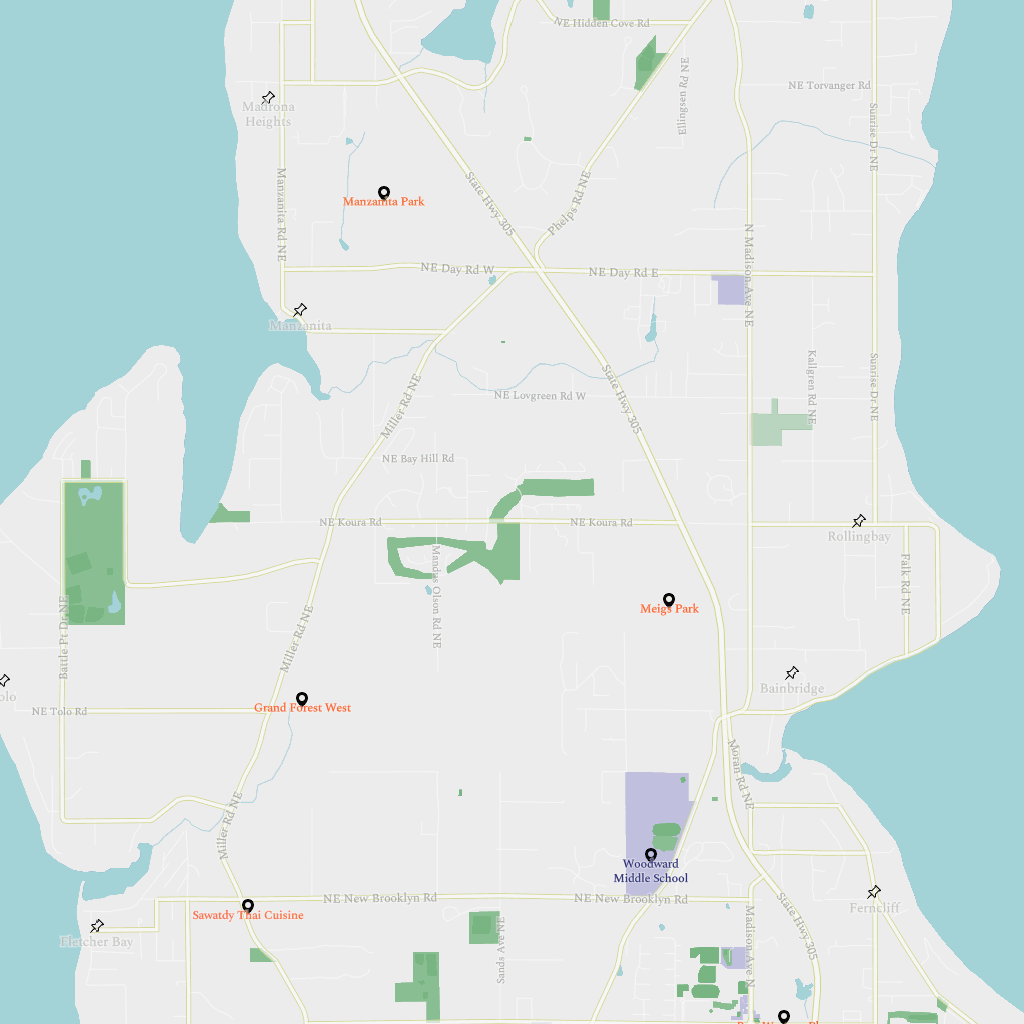 NE Hidden Cove Rd
Ellingsen Rd NE
NE Torvanger Rd
Madrona
Heights
Sunrise Dr NE
Manzanita Rd NE
Manzanita Park
State Hwy 305
Phelps Rd NE
N Madison Ave NE
NE Day Rd W
NE Day Rd E
Manzanita
Kallgren Rd NE
Sunrise Dr NE
Miller Rd NE
State Hwy 305
NE Lovgreen Rd W
NE Bay Hill Rd
NE Koura Rd
NE Koura Rd
Rollingbay
Mandus Olson Rd NE
Falk Rd NE
Battle Pt Dr NE
Meigs Park
Miller Rd NE
Bainbridge
NE Tolo Rd
Grand Forest West
Moran Rd NE
Miller Rd NE
Woodward
Middle School
NE New Brooklyn Rd
NE New Brooklyn Rd
Sawatdy Thai Cuisine
Ferncliff
State Hwy 305
Fletcher Bay
Sands Ave NE
Madison Ave N